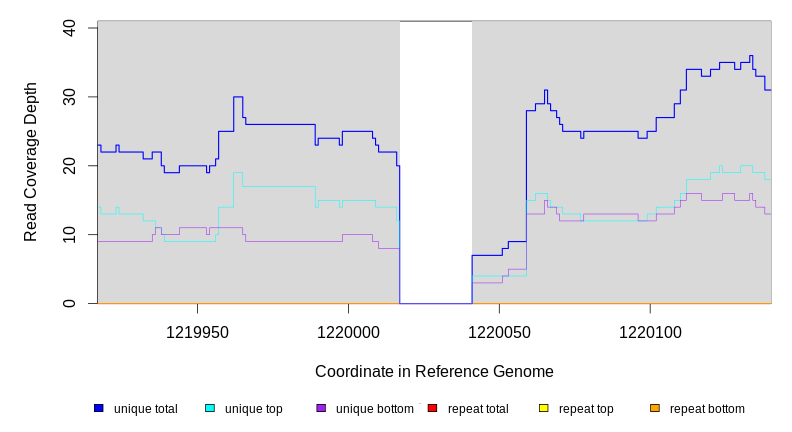 Read Coverage Depth
40
30
20
10
0
1219950 1220000 1220050 1220100
Coordinate in Reference Genome
unique total unique top unique bottom repeat total repeat top repeat bottom